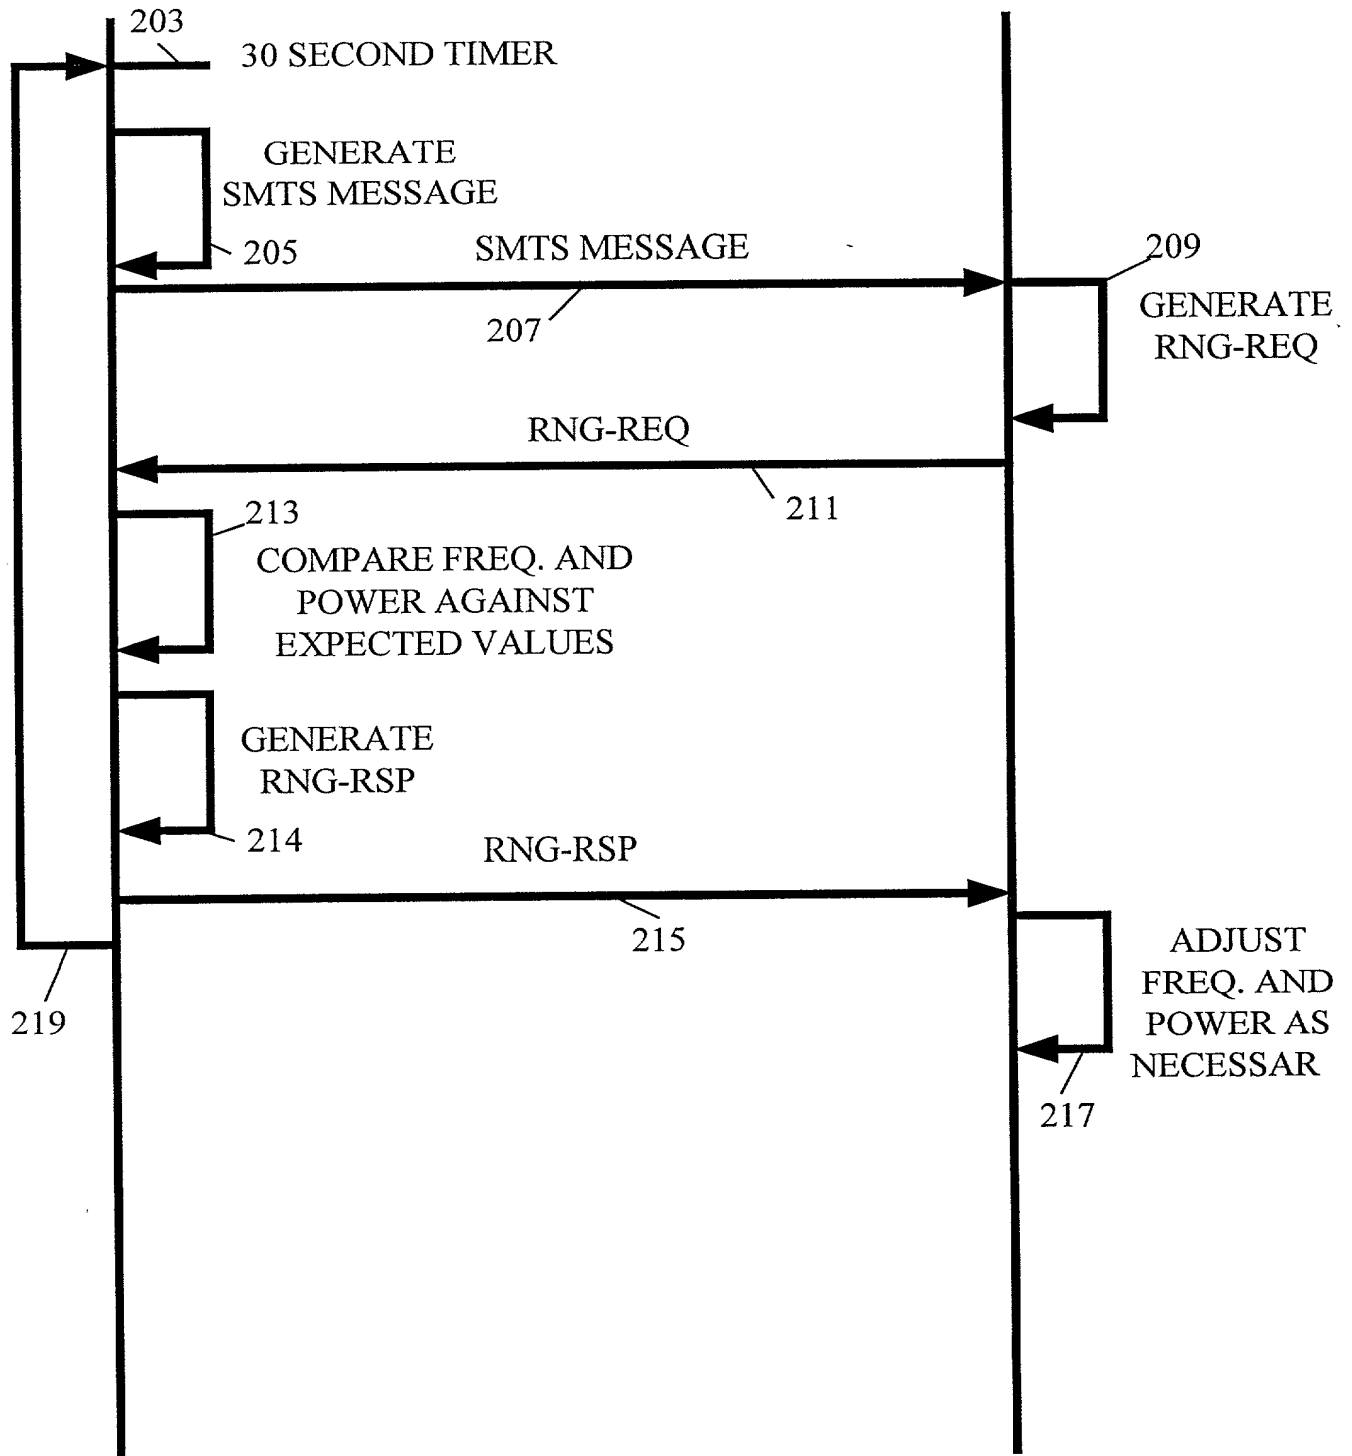 203
30 SECOND TIMER
GENERATE
SMTS MESSAGE
205
SMTS MESSAGE
207
209
GENERATE
RNG-REQ
RNG-REQ
211
213
COMPARE FREQ. AND
POWER AGAINST
EXPECTED VALUES
GENERATE
RNG-RSP
214
RNG-RSP
215
219
ADJUST
FREQ. AND
POWER AS
NECESSAR
217